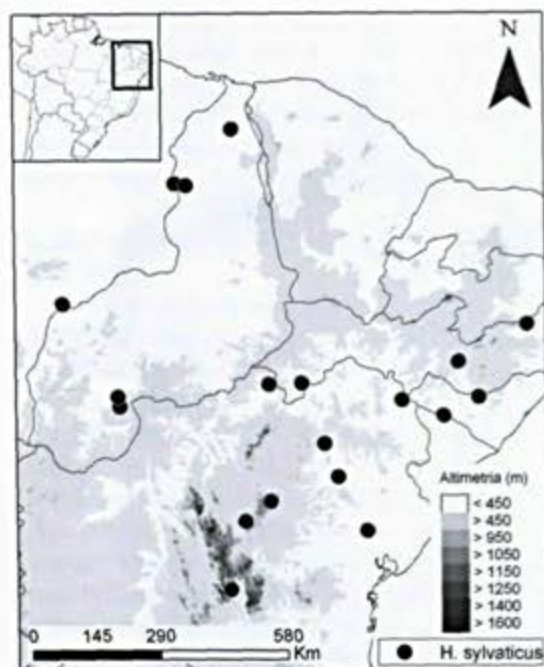 N
Altimetria (m)
< 450
> 450
> 950
> 1050
> 1150
> 1250
> 1400
> 1600
0 145 290 580
Km
H. sylvaticus